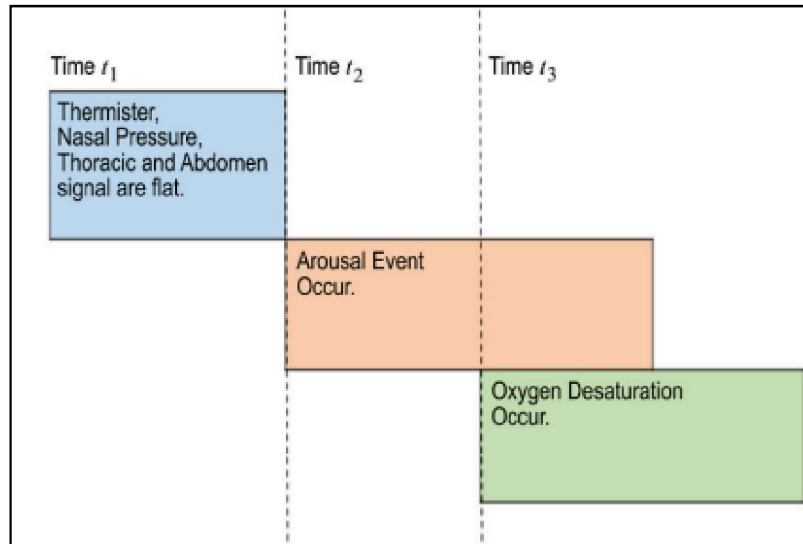 Time t1
Time t2
Time t3
Thermister,
Nasal Pressure,
Thoracic and Abdomen
signal are flat.
Arousal Event
Occur.
Oxygen Desaturation
Occur.